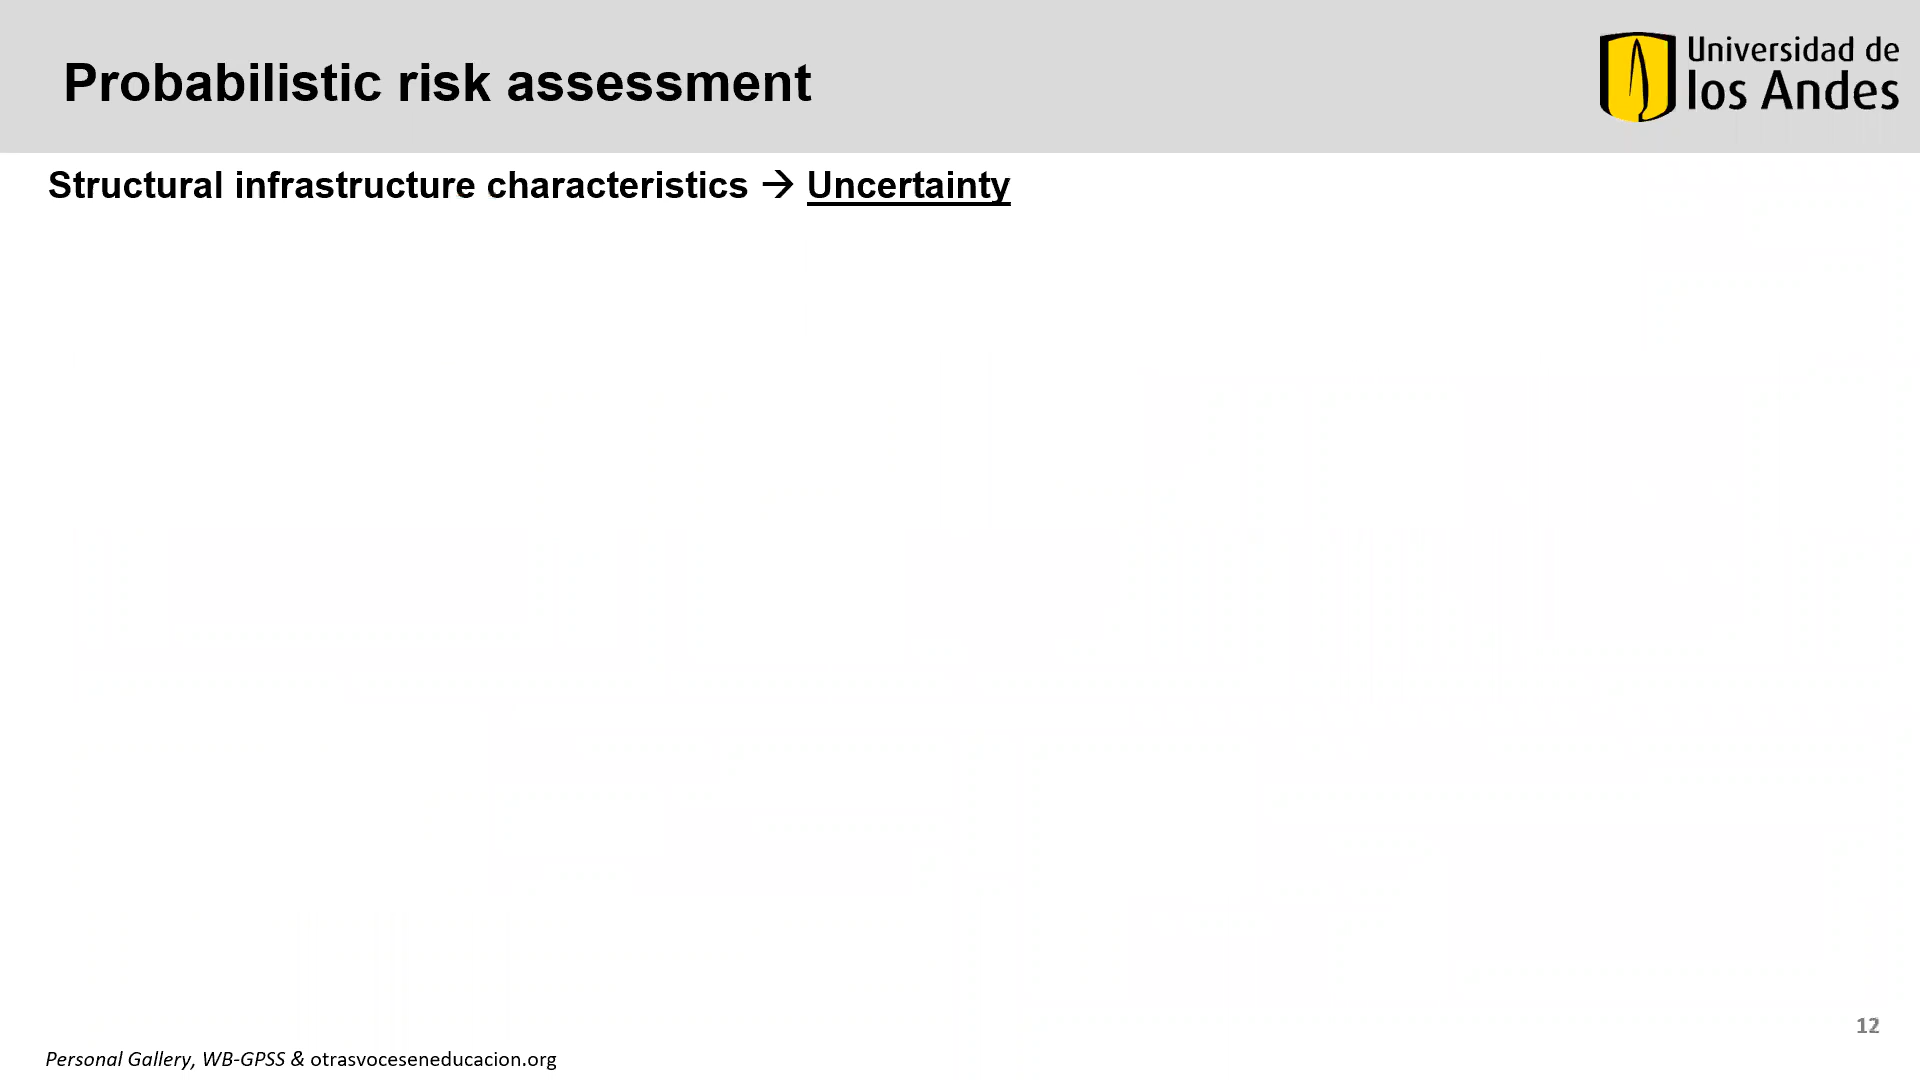 Probabilistic risk assessment
Universidad de
los Andes
Structural infrastructure characteristics → Uncertainty
12
Personal Gallery, WB-GPSS & otrasvoceseneducacion.org